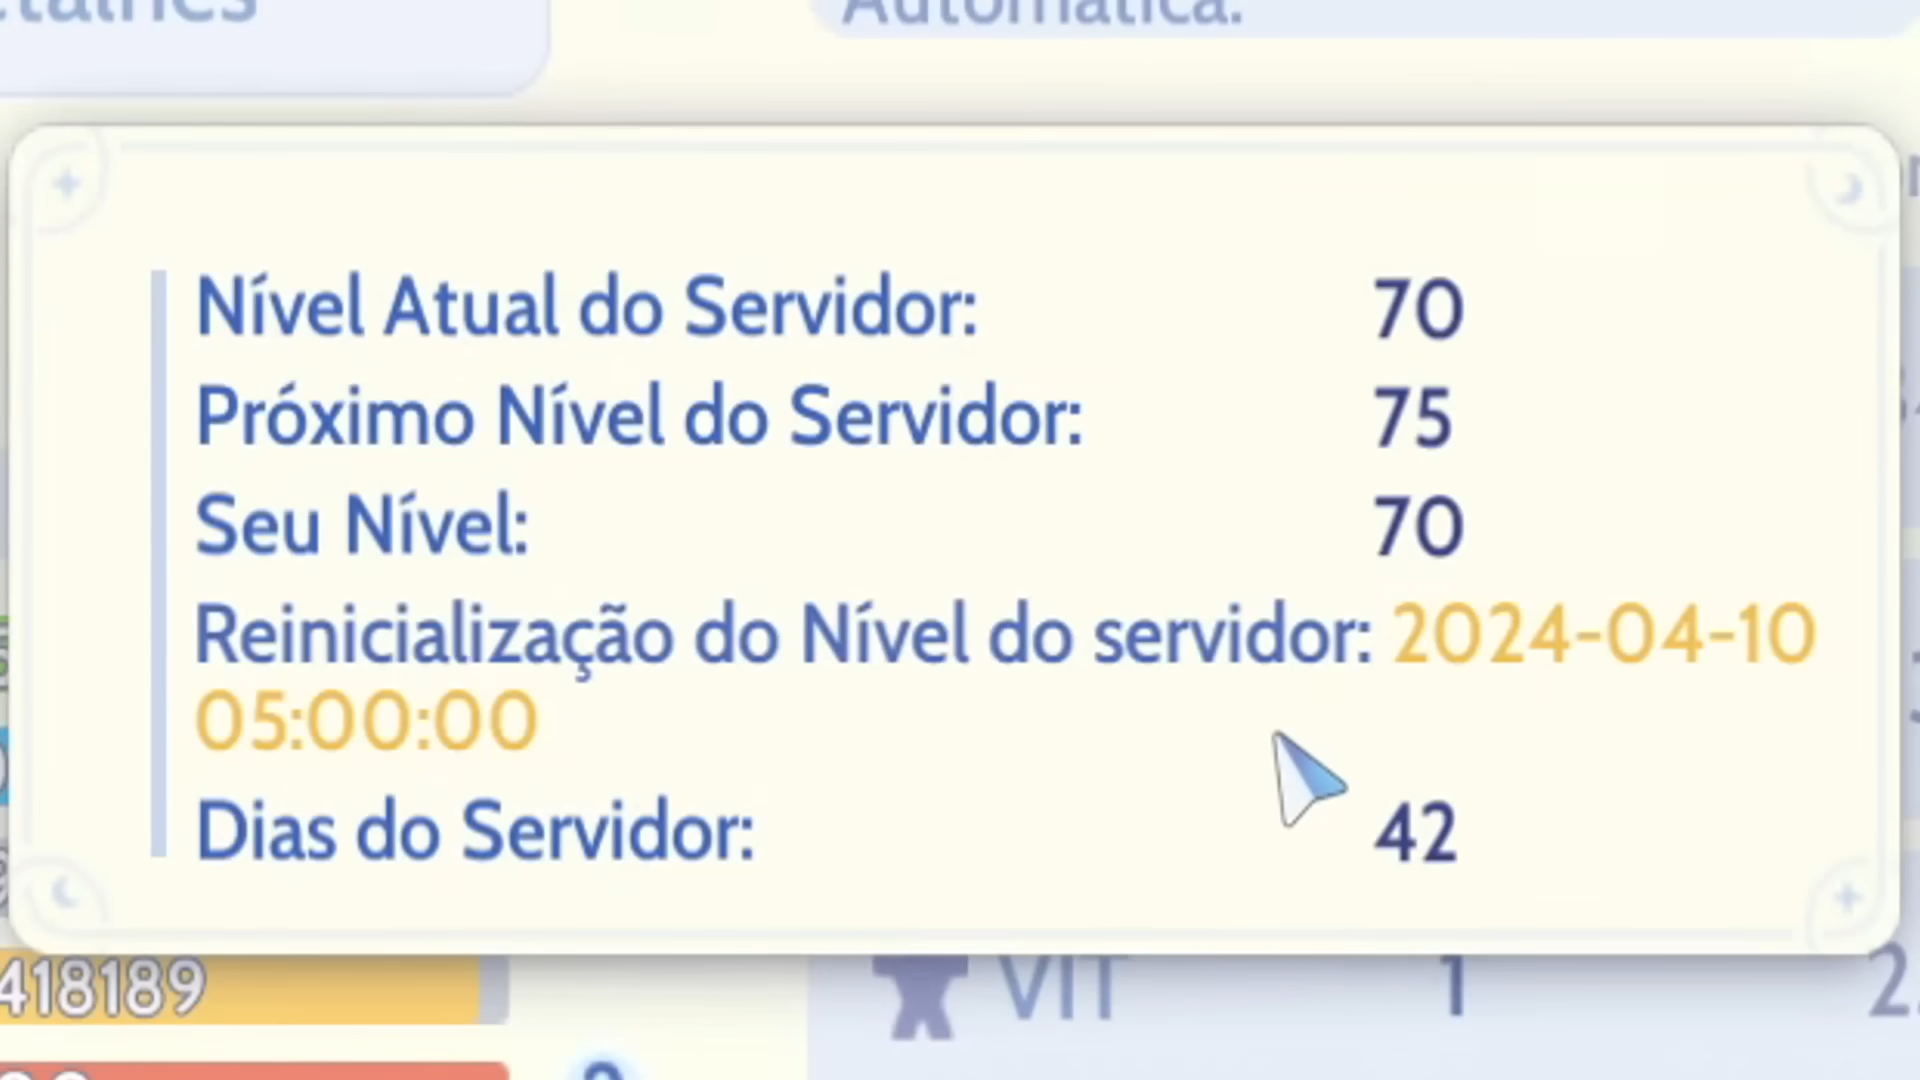 Automática.
Nível Atual do Servidor: 70
Próximo Nível do Servidor: 75
Seu Nível: 70
Reinicialização do Nível do servidor: 2024-04-10
05:00:00
Dias do Servidor: 42
418189
VIT 1